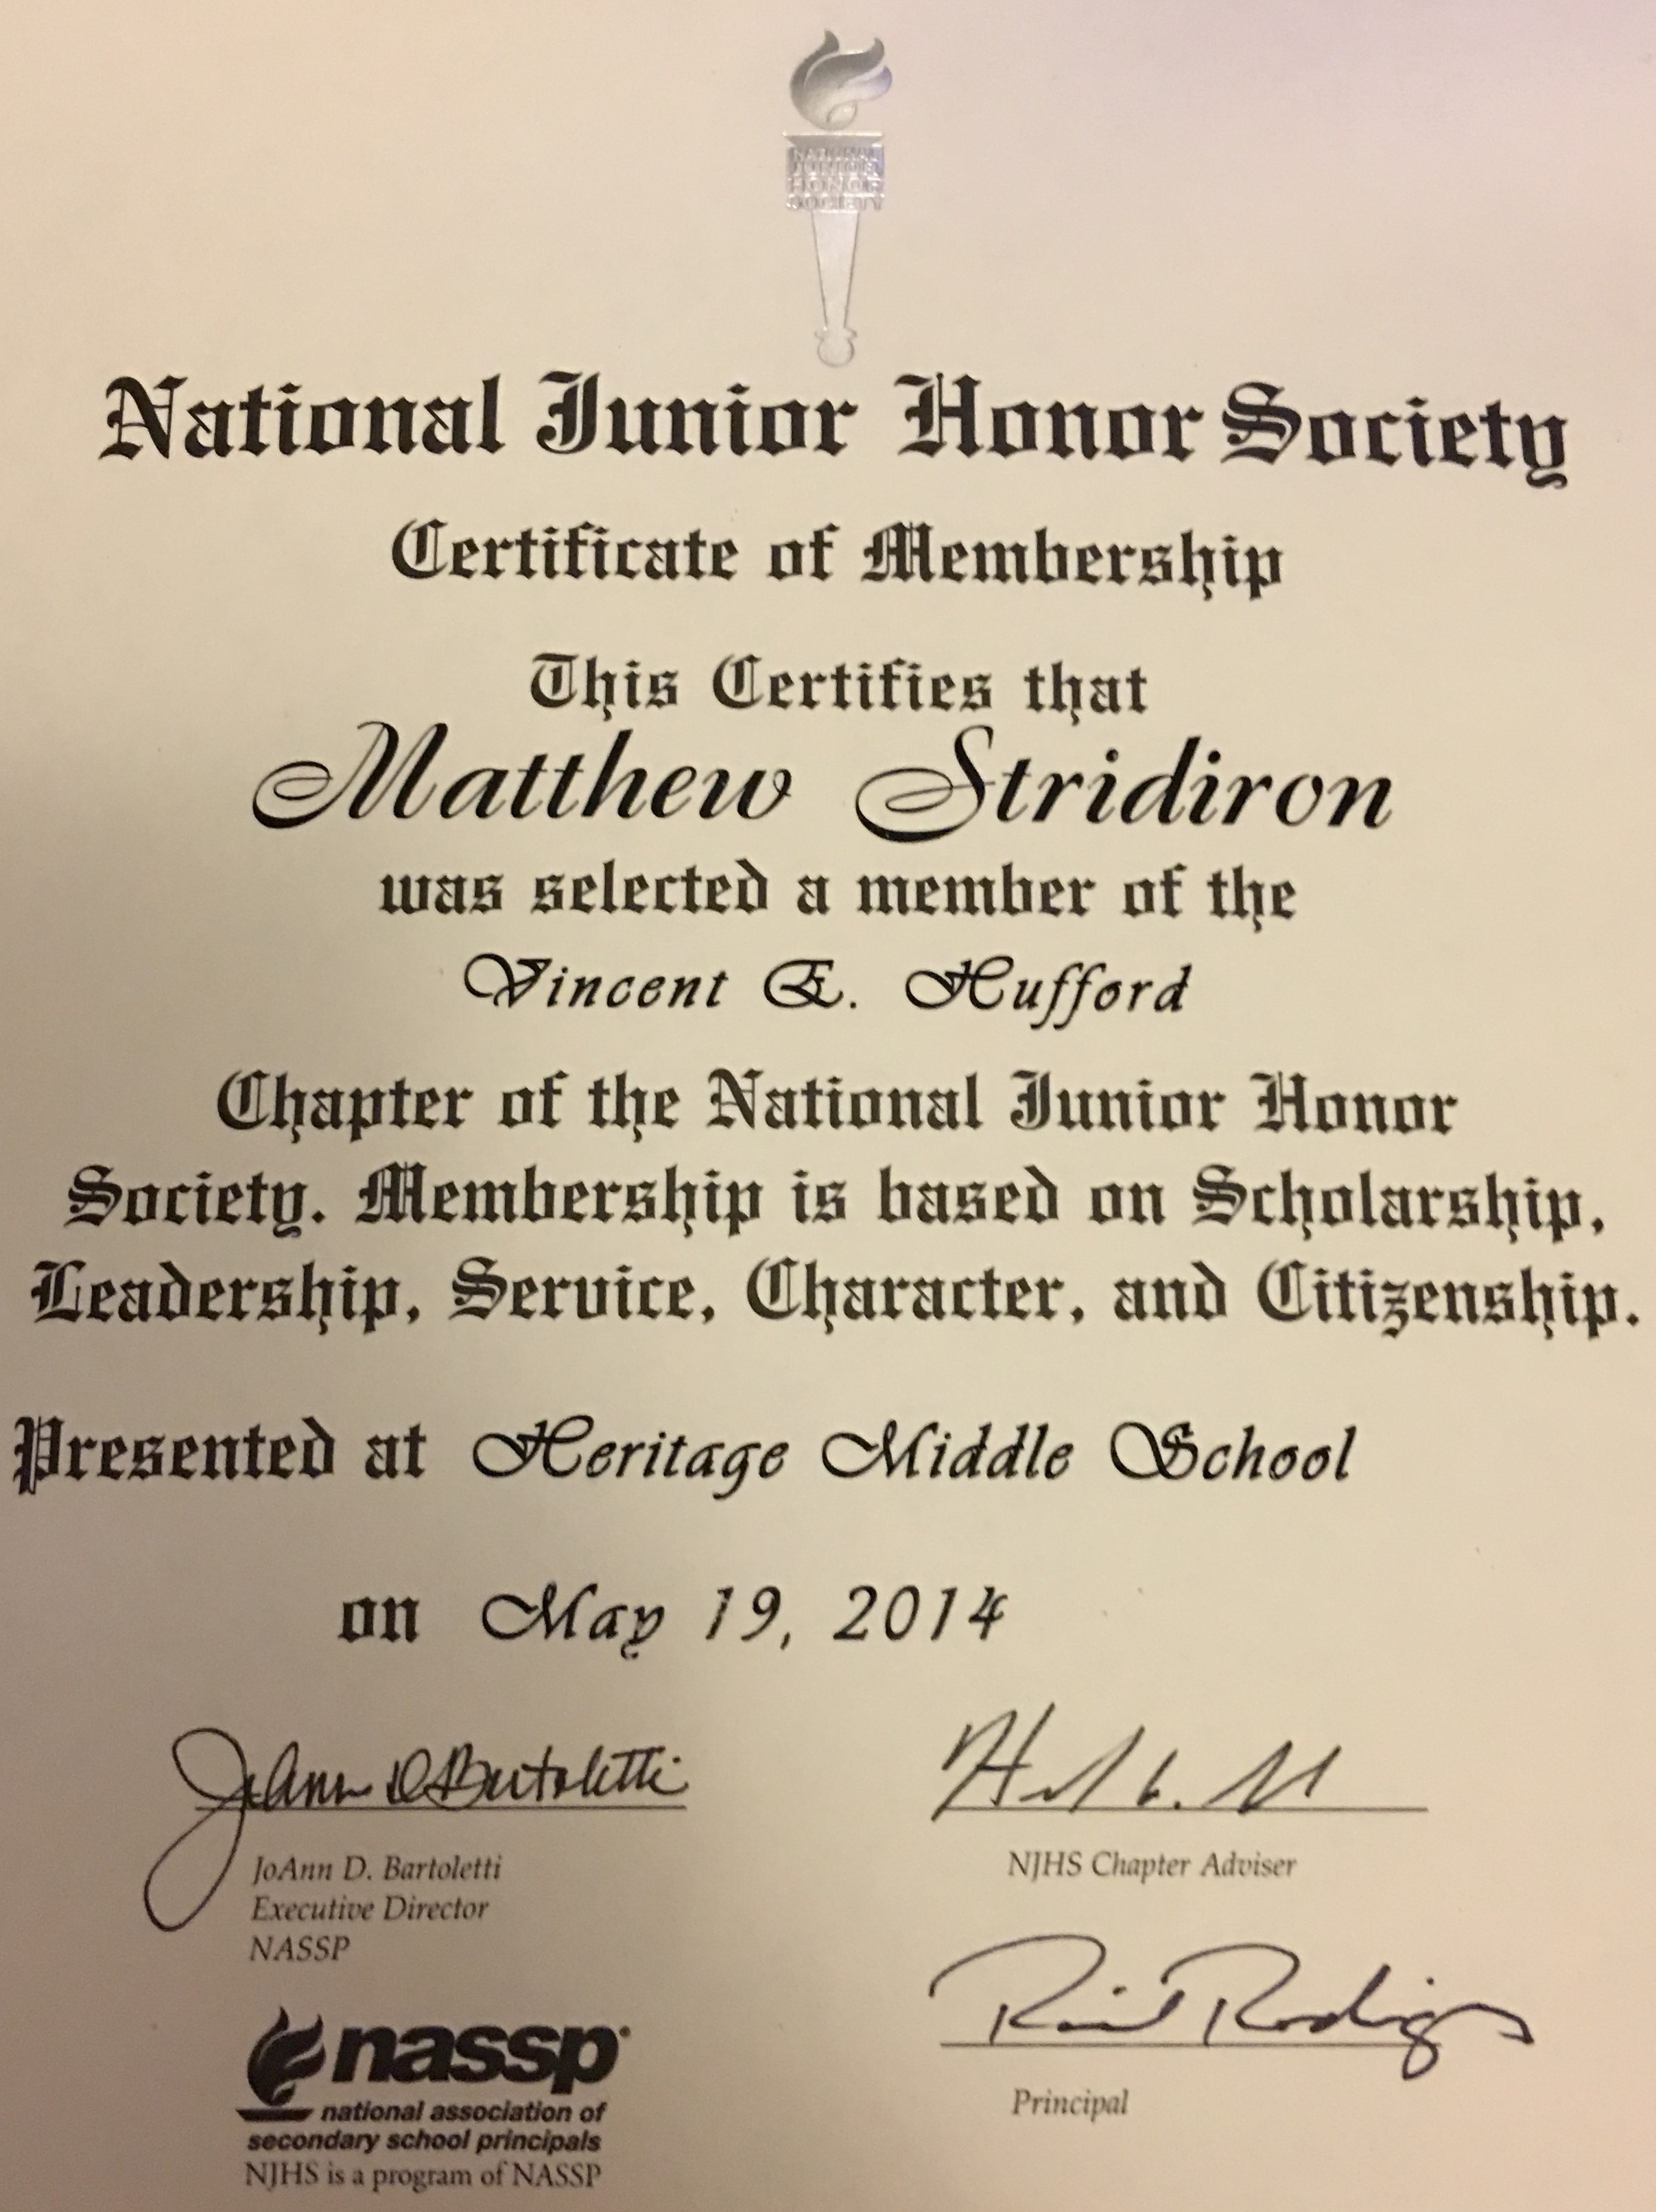 NATIONAL
JUNIOR
HONOR
SOCIETY
National Junior Honor Society
Certificate of Membership
This Certifies that
Matthew Stridiron
was selected a member of the
Vincent E. Hufford
Chapter of the National Junior Honor
Society. Membership is based on Scholarship,
Leadership, Service, Character, and Citizenship.
Presented at Heritage Middle School
on May 19, 2014
JoAnn D Bartoletti
JoAnn D. Bartoletti
Executive Director
NASSP
NJHS Chapter Adviser
Principal
nassp
national association of
secondary school principals
NJHS is a program of NASSP